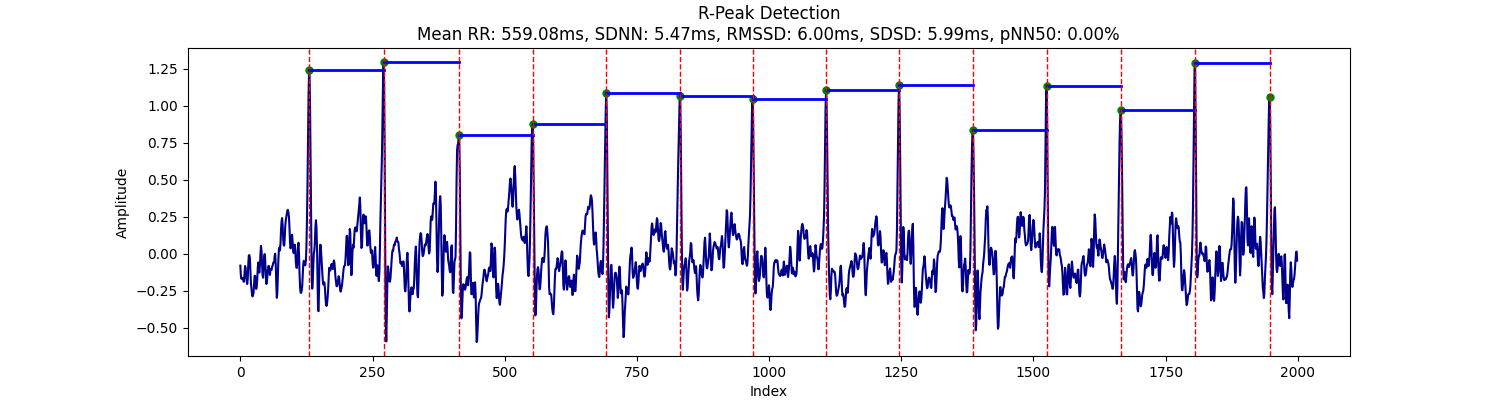 R-Peak Detection
Mean RR: 559.08ms, SDNN: 5.47ms, RMSSD: 6.00ms, SDSD: 5.99ms, pNN50: 0.00%
1.25
1.00
0.75
0.50
0.25
0.00
−0.25
−0.50
Amplitude
0 250 500 750 1000 1250 1500 1750 2000
Index